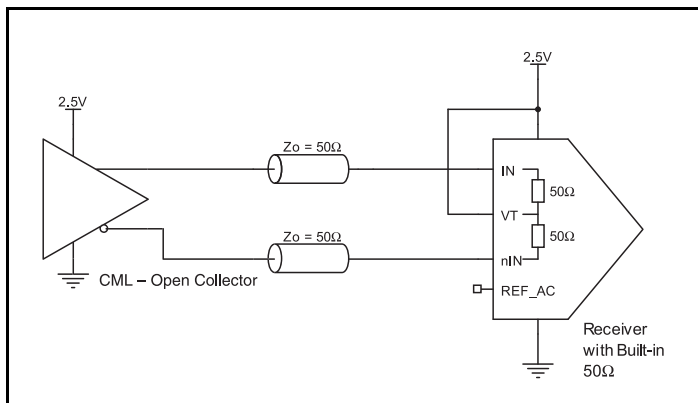 2.5V
2.5V
Zo = 50Ω
IN
50Ω
VT
50Ω
Zo = 50Ω
nIN
CML – Open Collector
REF_AC
Receiver
with Built-in
50Ω